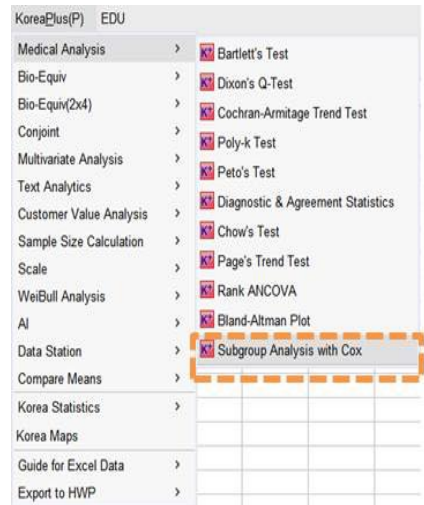 KoreaPlus(P) EDU
Medical Analysis >
Bio-Equiv >
Bio-Equiv(2x4) >
Conjoint >
Multivariate Analysis >
Text Analytics >
Customer Value Analysis >
Sample Size Calculation >
Scale >
WeiBull Analysis >
AI >
Data Station >
Compare Means >
Korea Statistics >
Korea Maps
Guide for Excel Data >
Export to HWP >
K+ Bartlett's Test
K+ Dixon's Q-Test
K+ Cochran-Armitage Trend Test
K+ Poly-k Test
K+ Peto's Test
K+ Diagnostic & Agreement Statistics
K+ Chow's Test
K+ Page's Trend Test
K+ Rank ANCOVA
K+ Bland-Altman Plot
K+ Subgroup Analysis with Cox